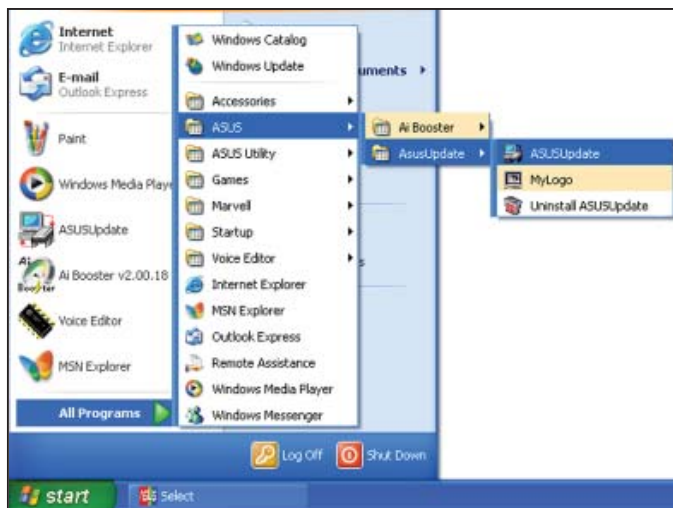 Internet
Internet Explorer
E-mail
Outlook Express
Paint
Windows Media Playe
ASUSUpdate
Ai Booster v2.00.18
Voice Editor
MSN Explorer
All Programs
Windows Catalog
Windows Update
Accessories
ASUS
ASUS Utility
Games
Marvell
Startup
Voice Editor
Internet Explorer
MSN Explorer
Outlook Express
Remote Assistance
Windows Media Player
Windows Messenger
uments
s
Ai Booster
AsusUpdate
ASUSUpdate
MyLogo
Uninstall ASUSUpdate
Log Off
Shut Down
start
Select